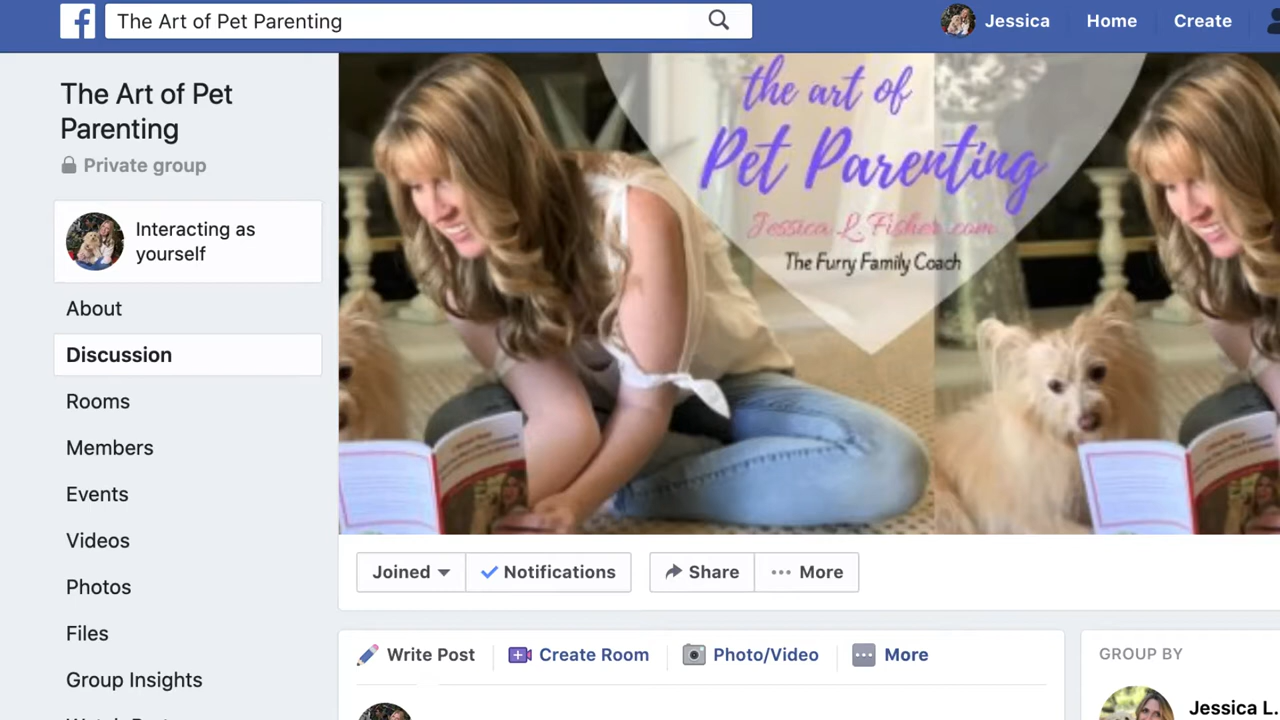 The Art of Pet Parenting
Jessica
Home
Create
The Art of Pet
Parenting
Private group
Interacting as
yourself
About
Discussion
Rooms
Members
Events
Videos
Photos
Files
Group Insights
the art of
Pet Parenting
Jessica L. Fisher.com
The Furry Family Coach
Joined
Notifications
Share
More
Write Post
Create Room
Photo/Video
More
GROUP BY
Jessica L.